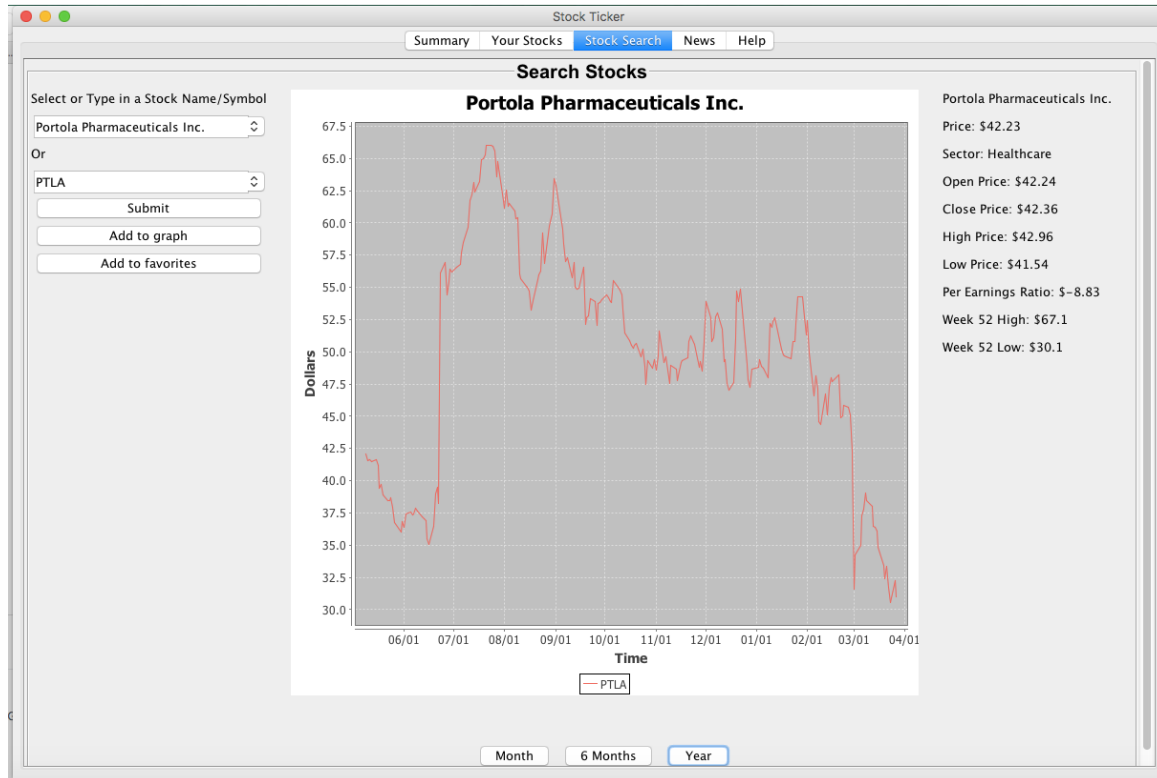 Stock Ticker
Summary Your Stocks Stock Search News Help
Search Stocks
Select or Type in a Stock Name/Symbol
Portola Pharmaceuticals Inc.
Or
PTLA
Submit
Add to graph
Add to favorites
Portola Pharmaceuticals Inc.
67.5
65.0
62.5
60.0
57.5
55.0
52.5
50.0
47.5
45.0
42.5
40.0
37.5
35.0
32.5
30.0
Dollars
06/01 07/01 08/01 09/01 10/01 11/01 12/01 01/01 02/01 03/01 04/01
Time
PTLA
Portola Pharmaceuticals Inc.
Price: $42.23
Sector: Healthcare
Open Price: $42.24
Close Price: $42.36
High Price: $42.96
Low Price: $41.54
Per Earnings Ratio: $-8.83
Week 52 High: $67.1
Week 52 Low: $30.1
Month 6 Months Year